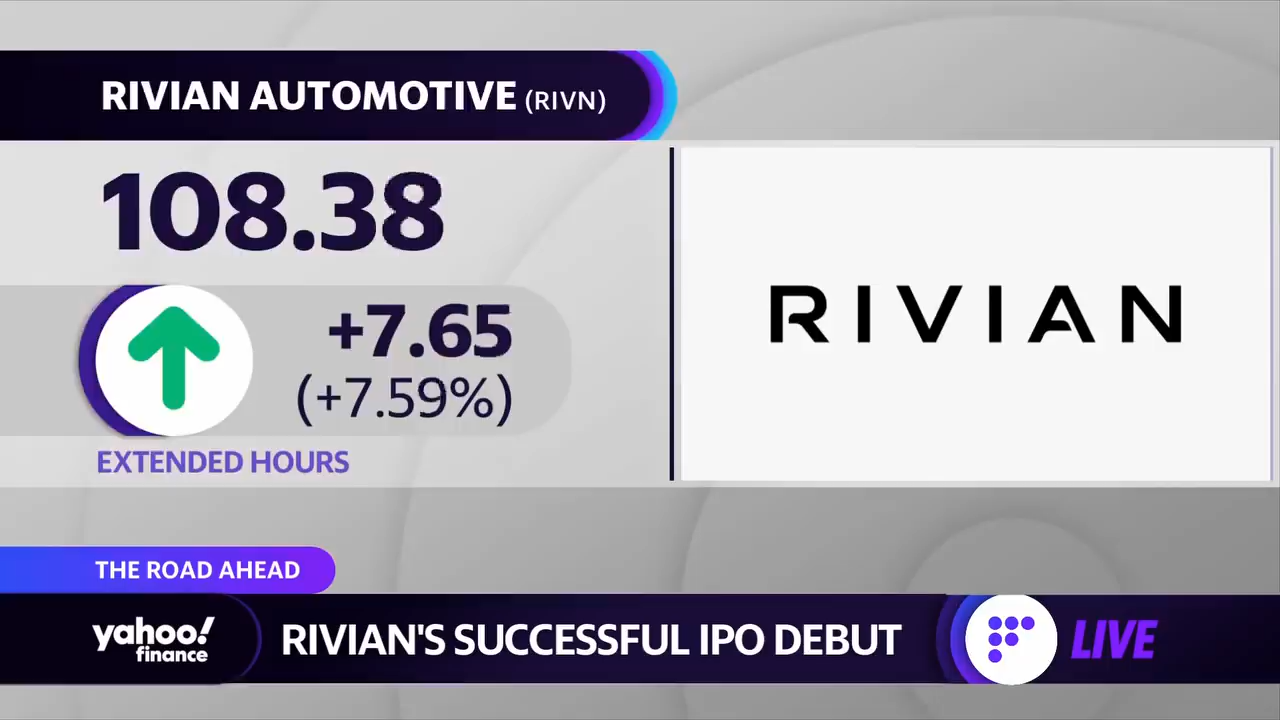 RIVIAN AUTOMOTIVE (RIVN)
108.38
+7.65
(+7.59%)
EXTENDED HOURS
RIVIAN
THE ROAD AHEAD
yahoo!
finance
RIVIAN'S SUCCESSFUL IPO DEBUT
LIVE